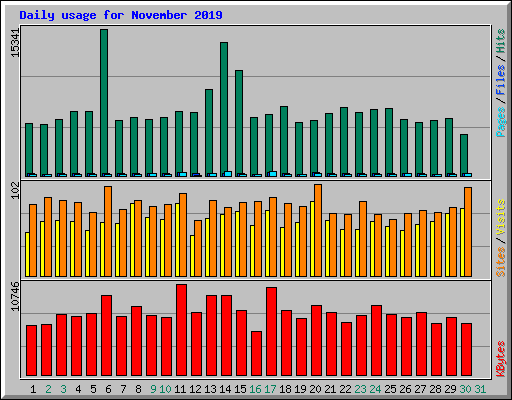 Daily usage for November 2019
15341
Pages / Files / Hits
102
Sites / Visits
10746
KBytes
1 2 3 4 5 6 7 8 9 10 11 12 13 14 15 16 17 18 19 20 21 22 23 24 25 26 27 28 29 30 31